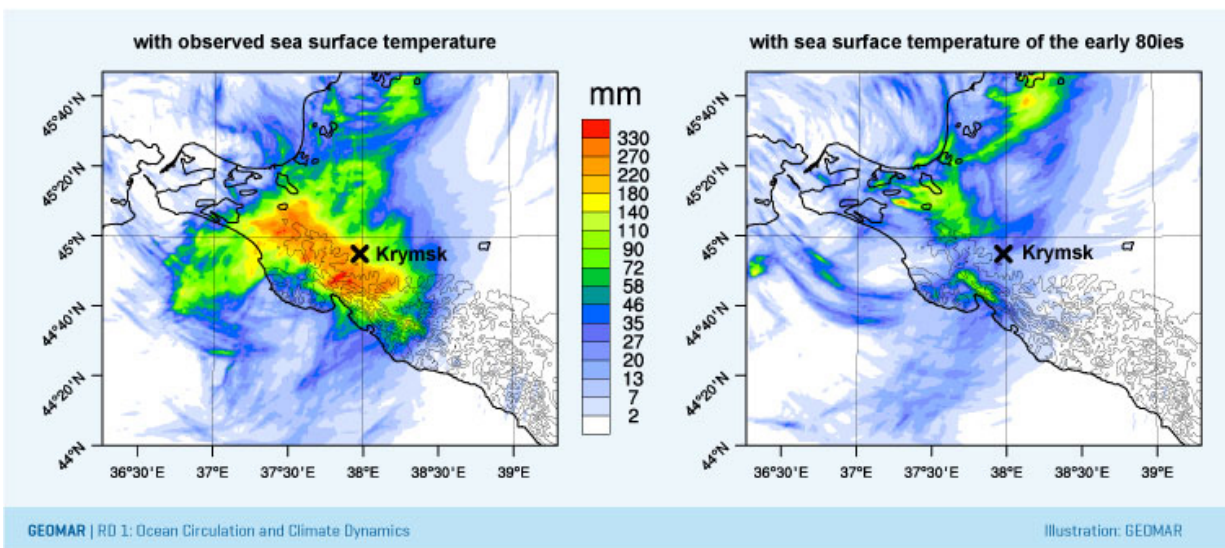 with observed sea surface temperature
with sea surface temperature of the early 80ies
45°40'N
45°20'N
45°N
44°40'N
44°20'N
44°N
36°30'E 37°E 37°30'E 38°E 38°30'E 39°E
Krymsk
mm
330
270
220
180
140
110
90
72
58
46
35
27
20
13
7
2
45°40'N
45°20'N
45°N
44°40'N
44°20'N
44°N
36°30'E 37°E 37°30'E 38°E 38°30'E 39°E
Krymsk
GEOMAR | RD 1: Ocean Circulation and Climate Dynamics
Illustration: GEOMAR